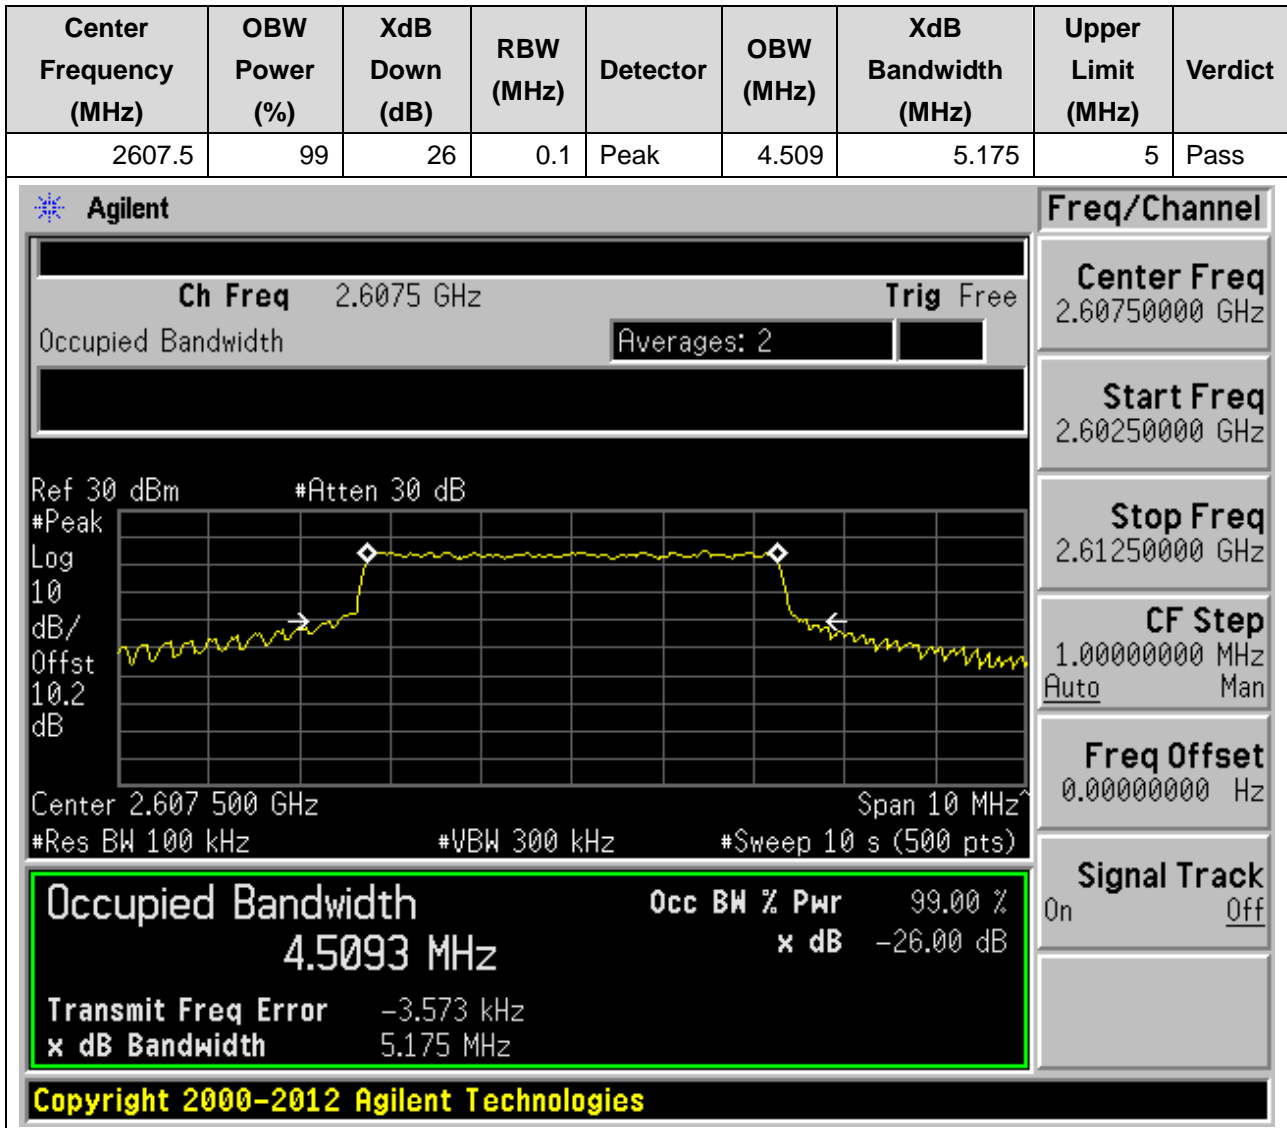 Center Frequency (MHz) OBW Power (%) XdB Down (dB) RBW (MHz) Detector OBW (MHz) XdB Bandwidth (MHz) Upper Limit (MHz) Verdict
2607.5 99 26 0.1 Peak 4.509 5.175 5 Pass
Agilent
Freq/Channel
Ch Freq 2.6075 GHz Trig Free
Occupied Bandwidth Averages: 2
Ref 30 dBm #Atten 30 dB
#Peak
Log
10
dB/
Offst
10.2
dB
Center 2.607 500 GHz Span 10 MHz^
#Res BW 100 kHz #VBW 300 kHz #Sweep 10 s (500 pts)
Occupied Bandwidth Occ BW % Pwr 99.00 %
4.5093 MHz x dB -26.00 dB
Transmit Freq Error -3.573 kHz
x dB Bandwidth 5.175 MHz
Center Freq
2.60750000 GHz
Start Freq
2.60250000 GHz
Stop Freq
2.61250000 GHz
CF Step
1.00000000 MHz
Auto Man
Freq Offset
0.00000000 Hz
Signal Track
On Off
Copyright 2000-2012 Agilent Technologies